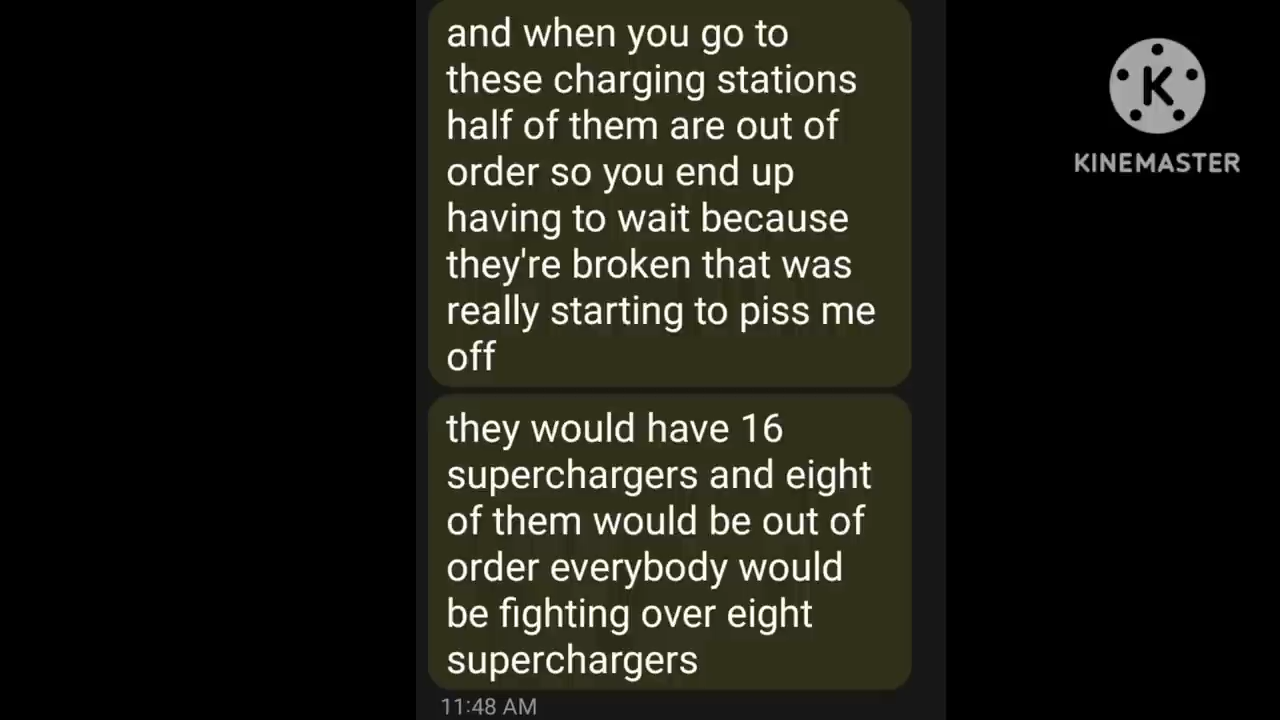 and when you go to
these charging stations
half of them are out of
order so you end up
having to wait because
they're broken that was
really starting to piss me
off
they would have 16
superchargers and eight
of them would be out of
order everybody would
be fighting over eight
superchargers
11:48 AM
K
KINEMASTER